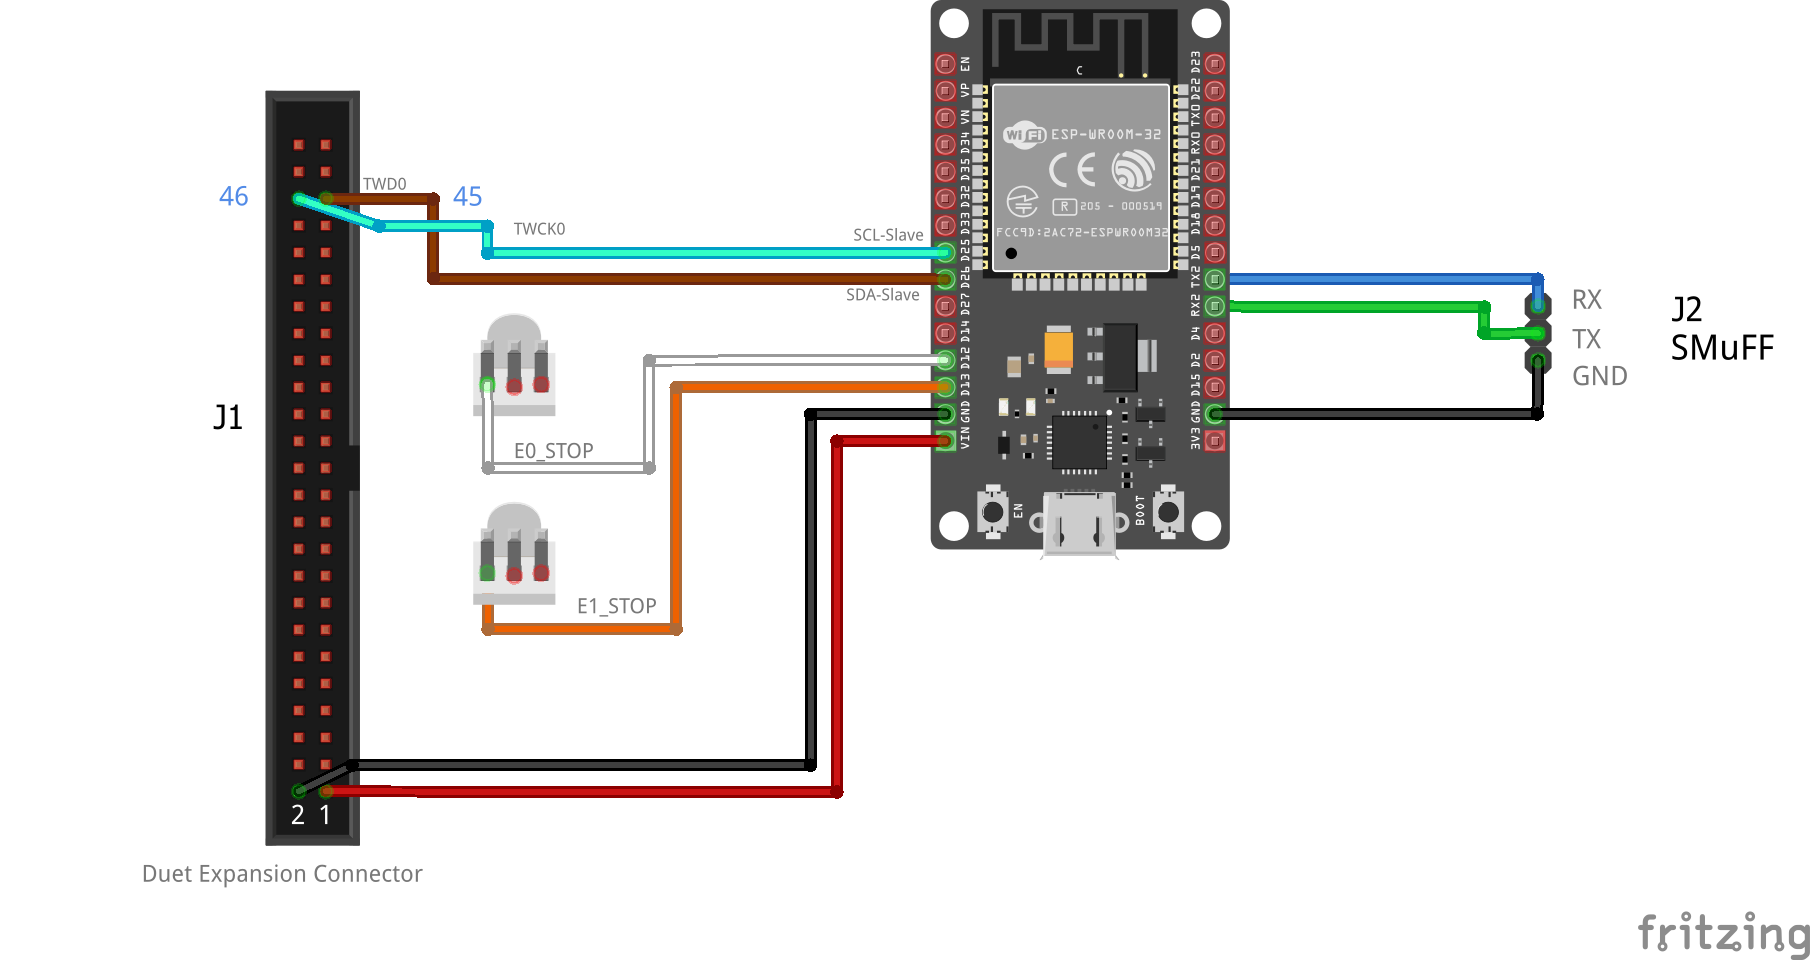 46
TWD0
45
TWCK0
SCL-Slave
SDA-Slave
J1
E0_STOP
E1_STOP
2 1
Duet Expansion Connector
EN
VP
VN
D34
D35
D32
D33
D25
D26
D27
D14
D12
D13
GND
VIN
C
WiFi ESP-WROOM-32
CE
R 205-000519
FCC9D:2AC72-ESPWROOM32
EN
BOOT
D23
D22
TX0
RX0
D21
D19
D18
D5
TX2
RX2
D4
D2
D15
GND
3V3
RX
TX
GND
J2
SMuFF
fritzing